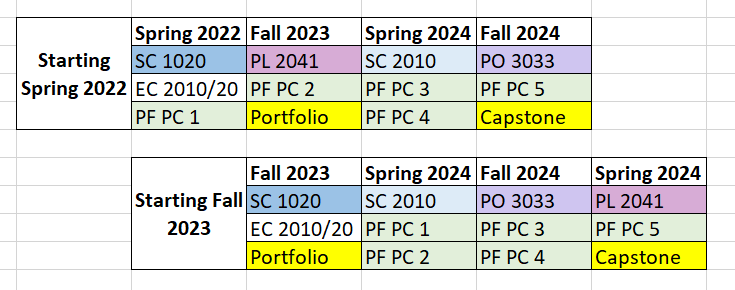 Spring 2022 Fall 2023 Spring 2024 Fall 2024
Starting Spring 2022
SC 1020 PL 2041 SC 2010 PO 3033
EC 2010/20 PF PC 2 PF PC 3 PF PC 5
PF PC 1 Portfolio PF PC 4 Capstone
Fall 2023 Spring 2024 Fall 2024 Spring 2024
Starting Fall 2023
SC 1020 SC 2010 PO 3033 PL 2041
EC 2010/20 PF PC 1 PF PC 3 PF PC 5
Portfolio PF PC 2 PF PC 4 Capstone